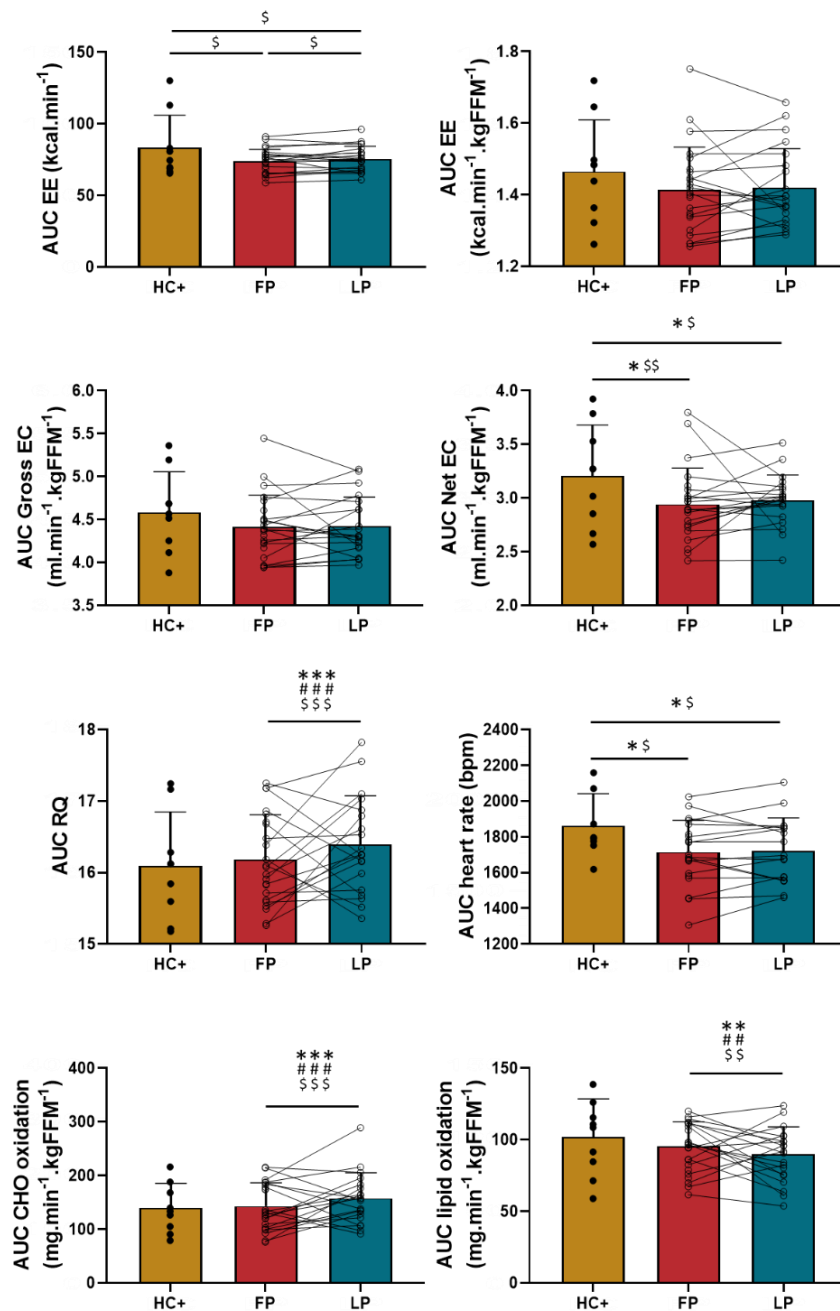 $
$ $
AUC EE (kcal.min⁻¹)
150
100
50
0
HC+ FP LP
AUC EE
(kcal.min⁻¹.kgFFM⁻¹)
1.8
1.6
1.4
1.2
HC+ FP LP
AUC Gross EC
(ml.min⁻¹.kgFFM⁻¹)
6.0
5.5
5.0
4.5
4.0
3.5
HC+ FP LP
* $
* $$
AUC Net EC
(ml.min⁻¹.kgFFM⁻¹)
4.0
3.5
3.0
2.5
2.0
HC+ FP LP
***
###
$$$
AUC RQ
18
17
16
15
HC+ FP LP
* $
* $
AUC heart rate (bpm)
2400
2200
2000
1800
1600
1400
1200
HC+ FP LP
***
###
$$$
AUC CHO oxidation
(mg.min⁻¹.kgFFM⁻¹)
400
300
200
100
0
HC+ FP LP
**
##
$$
AUC lipid oxidation
(mg.min⁻¹.kgFFM⁻¹)
150
100
50
0
HC+ FP LP